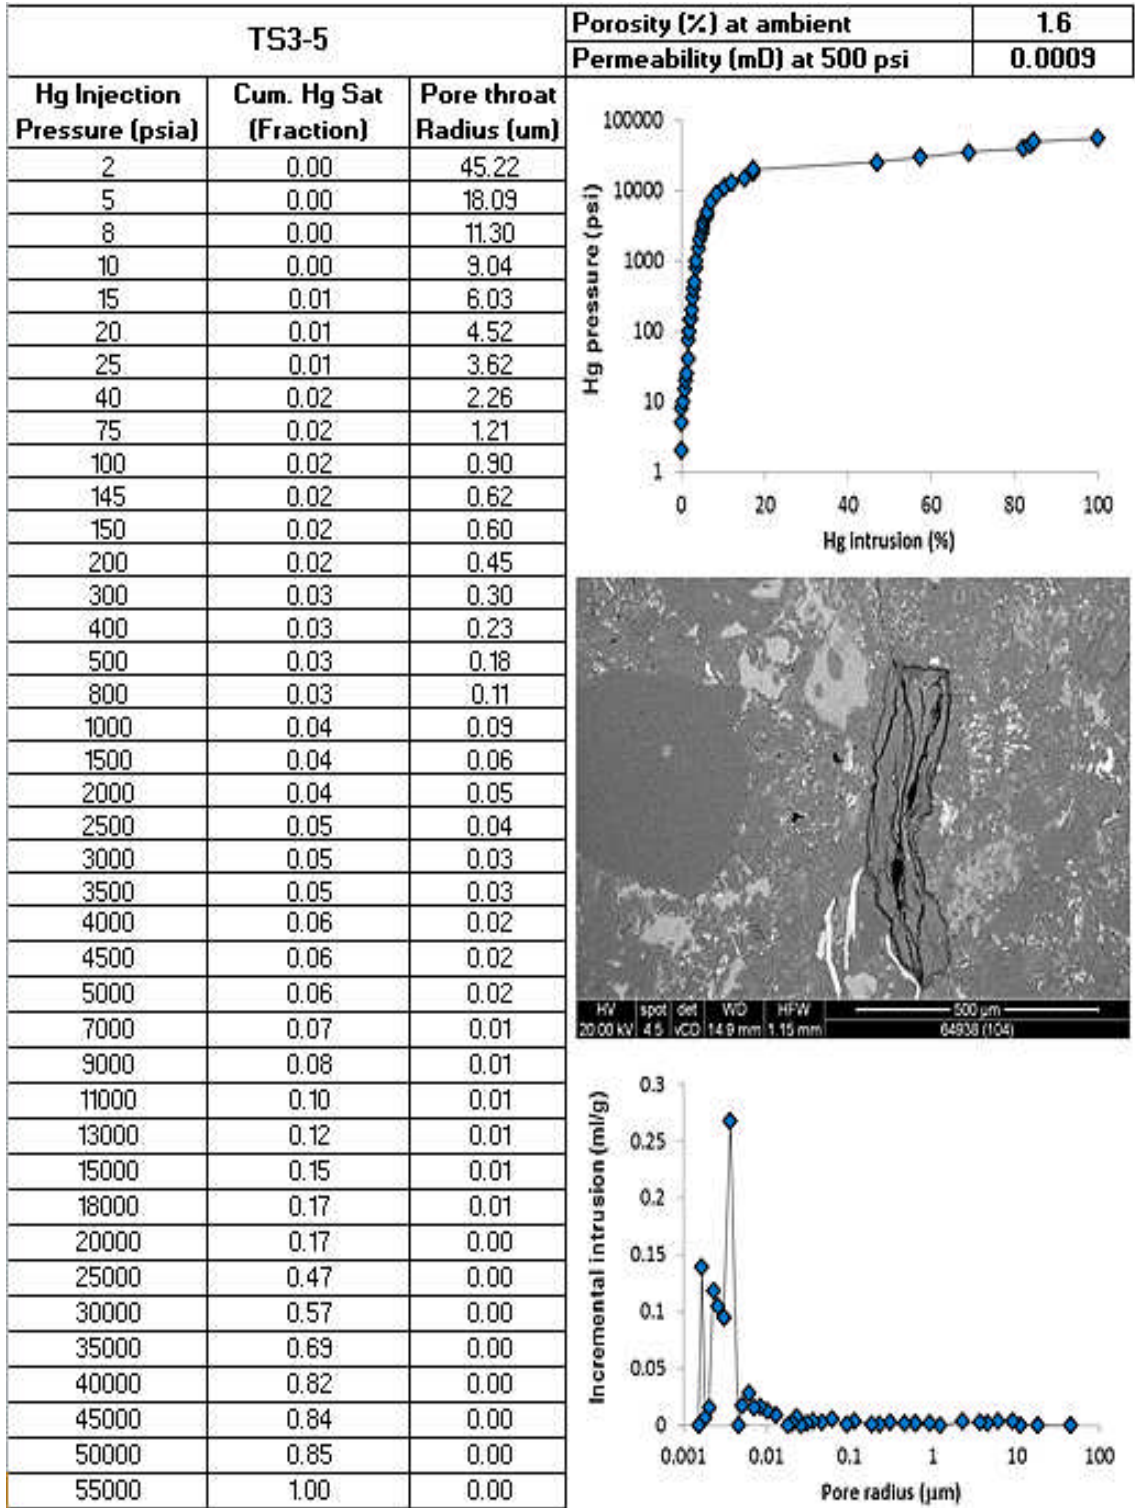 TS3-5
Porosity (%) at ambient 1.6
Permeability (mD) at 500 psi 0.0009
Hg Injection Pressure (psia) Cum. Hg Sat (Fraction) Pore throat Radius (um)
2 0.00 45.22
5 0.00 18.09
8 0.00 11.30
10 0.00 9.04
15 0.01 6.03
20 0.01 4.52
25 0.01 3.62
40 0.02 2.26
75 0.02 1.21
100 0.02 0.90
145 0.02 0.62
150 0.02 0.60
200 0.02 0.45
300 0.03 0.30
400 0.03 0.23
500 0.03 0.18
800 0.03 0.11
1000 0.04 0.09
1500 0.04 0.06
2000 0.04 0.05
2500 0.05 0.04
3000 0.05 0.03
3500 0.05 0.03
4000 0.06 0.02
4500 0.06 0.02
5000 0.06 0.02
7000 0.07 0.01
9000 0.08 0.01
11000 0.10 0.01
13000 0.12 0.01
15000 0.15 0.01
18000 0.17 0.01
20000 0.17 0.00
25000 0.47 0.00
30000 0.57 0.00
35000 0.69 0.00
40000 0.82 0.00
45000 0.84 0.00
50000 0.85 0.00
55000 1.00 0.00
Hg pressure (psi)
100000
10000
1000
100
10
1
0 20 40 60 80 100
Hg Intrusion (%)
HV spot det WD HFW 500 µm
20.00 kV 4.5 vCD 14.9 mm 1.15 mm 64938 (104)
Incremental intrusion (ml/g)
0.3
0.25
0.2
0.15
0.1
0.05
0
0.001 0.01 0.1 1 10 100
Pore radius (µm)